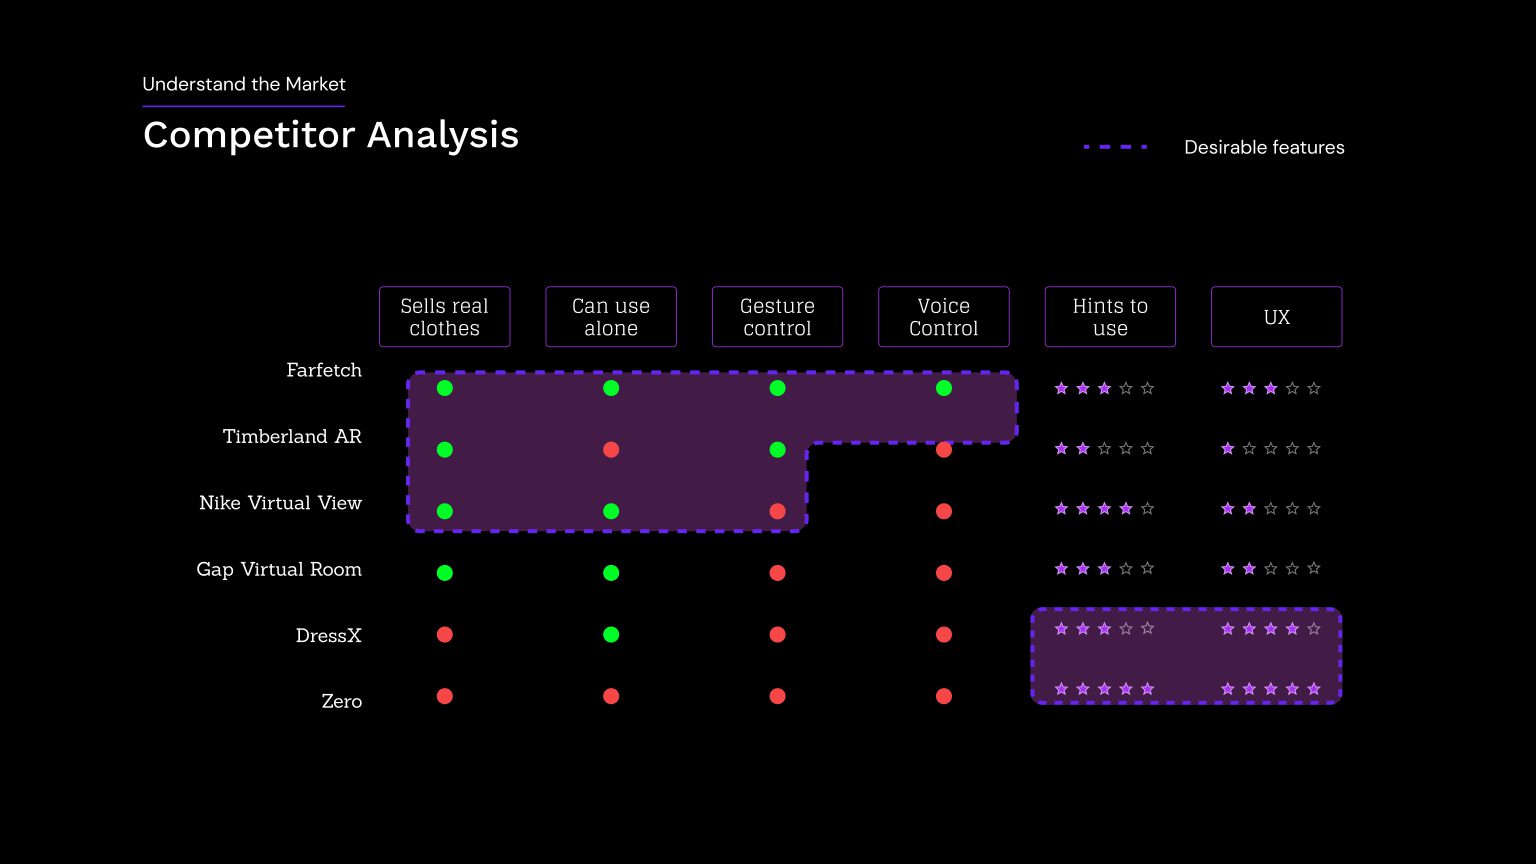 Understand the Market
Competitor Analysis
Desirable features
Sells real
clothes
Can use
alone
Gesture
control
Voice
Control
Hints to
use
UX
Farfetch
Timberland AR
Nike Virtual View
Gap Virtual Room
DressX
Zero